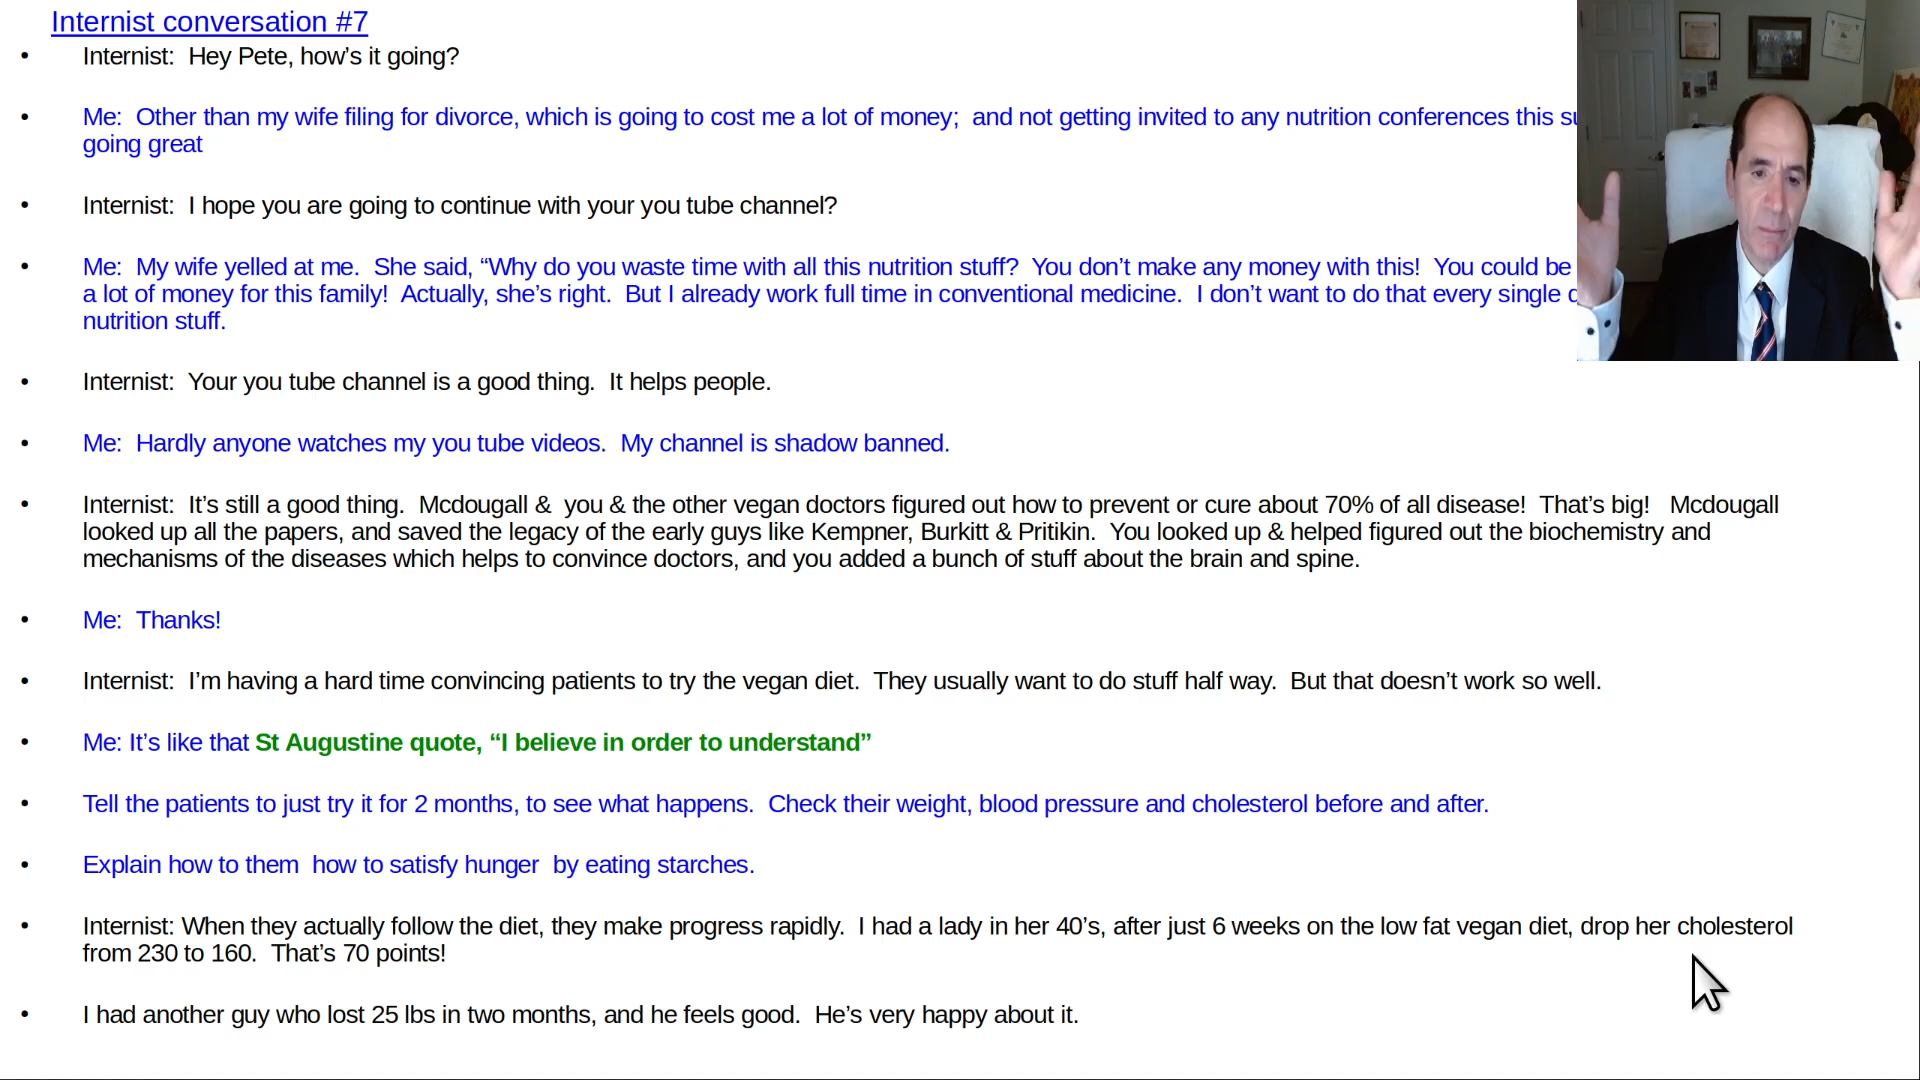 Internist conversation #7
• Internist:  Hey Pete, how’s it going?
• Me:  Other than my wife filing for divorce, which is going to cost me a lot of money;  and not getting invited to any nutrition conferences this
going great
• Internist:  I hope you are going to continue with your you tube channel?
• Me:  My wife yelled at me.  She said, “Why do you waste time with all this nutrition stuff?  You don’t make any money with this!  You could be
a lot of money for this family!  Actually, she’s right.  But I already work full time in conventional medicine.  I don’t want to do that every single
nutrition stuff.
• Internist:  Your you tube channel is a good thing.  It helps people.
• Me:  Hardly anyone watches my you tube videos.  My channel is shadow banned.
• Internist:  It’s still a good thing.  Mcdougall &  you & the other vegan doctors figured out how to prevent or cure about 70% of all disease!  That’s big!   Mcdougall
looked up all the papers, and saved the legacy of the early guys like Kempner, Burkitt & Pritikin.  You looked up & helped figured out the biochemistry and
mechanisms of the diseases which helps to convince doctors, and you added a bunch of stuff about the brain and spine.
• Me:  Thanks!
• Internist:  I’m having a hard time convincing patients to try the vegan diet.  They usually want to do stuff half way.  But that doesn’t work so well.
• Me: It’s like that St Augustine quote, “I believe in order to understand”
• Tell the patients to just try it for 2 months, to see what happens.  Check their weight, blood pressure and cholesterol before and after.
• Explain how to them  how to satisfy hunger  by eating starches.
• Internist: When they actually follow the diet, they make progress rapidly.  I had a lady in her 40’s, after just 6 weeks on the low fat vegan diet, drop her cholesterol
from 230 to 160.  That’s 70 points!
• I had another guy who lost 25 lbs in two months, and he feels good.  He’s very happy about it.